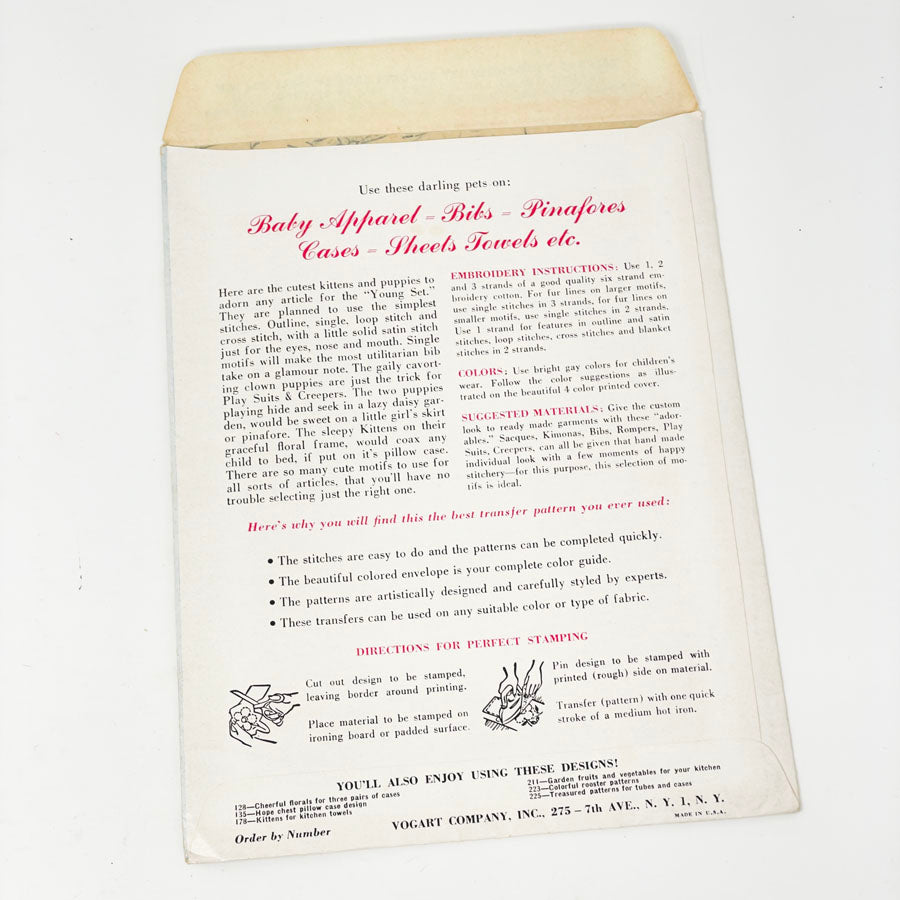 Use these darling pets on:
Baby Apparel = Bibs = Pinafores
Cases = Sheets Towels etc.
Here are the cutest kittens and puppies to
adorn any article for the "Young Set."
They are planned to use the simplest
stitches. Outline, single, loop stitch and
cross stitch, with a little solid satin stitch
just for the eyes, nose and mouth. Single
motifs will make the most utilitarian bib
take on a glamour note. The gaily cavort-
ing clown puppies are just the trick for
Play Suits & Creepers. The two puppies
playing hide and seek in a lazy daisy gar-
den, would be sweet on a little girl's skirt
or pinafore. The sleepy Kittens on their
graceful floral frame, would coax any
child to bed, if put on it's pillow case.
There are so many cute motifs to use for
all sorts of articles, that you'll have no
trouble selecting just the right one.
EMBROIDERY INSTRUCTIONS: Use 1, 2
and 3 strands of a good quality six strand em-
broidery cotton. For fur lines on larger motifs,
use single stitches in 3 strands, for fur lines on
smaller motifs, use single stitches in 2 strands.
Use 1 strand for features in outline and satin
stitches, loop stitches, cross stitches and blanket
stitches in 2 strands.
COLORS: Use bright gay colors for children's
wear. Follow the color suggestions as illus-
trated on the beautiful 4 color printed cover.
SUGGESTED MATERIALS: Give the custom
look to ready made garments with these "ador-
ables." Sacques, Kimonas, Bibs, Rompers, Play
Suits, Creepers, can all be given that hand made
individual look with a few moments of happy
stitchery—for this purpose, this selection of mo-
tifs is ideal.
Here's why you will find this the best transfer pattern you ever used:
● The stitches are easy to do and the patterns can be completed quickly.
● The beautiful colored envelope is your complete color guide.
● The patterns are artistically designed and carefully styled by experts.
● These transfers can be used on any suitable color or type of fabric.
DIRECTIONS FOR PERFECT STAMPING
Cut out design to be stamped,
leaving border around printing.
Place material to be stamped on
ironing board or padded surface.
Pin design to be stamped with
printed (rough) side on material.
Transfer (pattern) with one quick
stroke of a medium hot iron.
YOU'LL ALSO ENJOY USING THESE DESIGNS!
128—Cheerful florals for three pairs of cases
135—Hope chest pillow case design
178—Kittens for kitchen towels
211—Garden fruits and vegetables for your kitchen
223—Colorful rooster patterns
225—Treasured patterns for tubes and cases
Order by Number
VOGART COMPANY, INC., 275 – 7th AVE., N. Y. 1, N. Y.
MADE IN U.S.A.